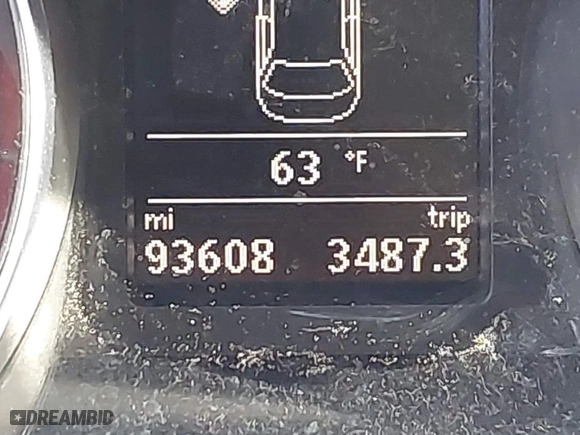 63 °F
mi trip
93608 3487.3
DREAMBID